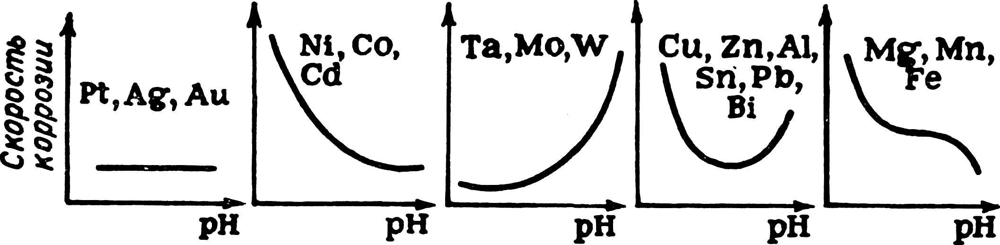 Скорость
коррозии
Pt, Ag, Au
pH
Ni, Co,
Cd
pH
Ta, Mo, W
pH
Cu, Zn, Al,
Sn, Pb,
Bi
pH
Mg, Mn,
Fe
pH